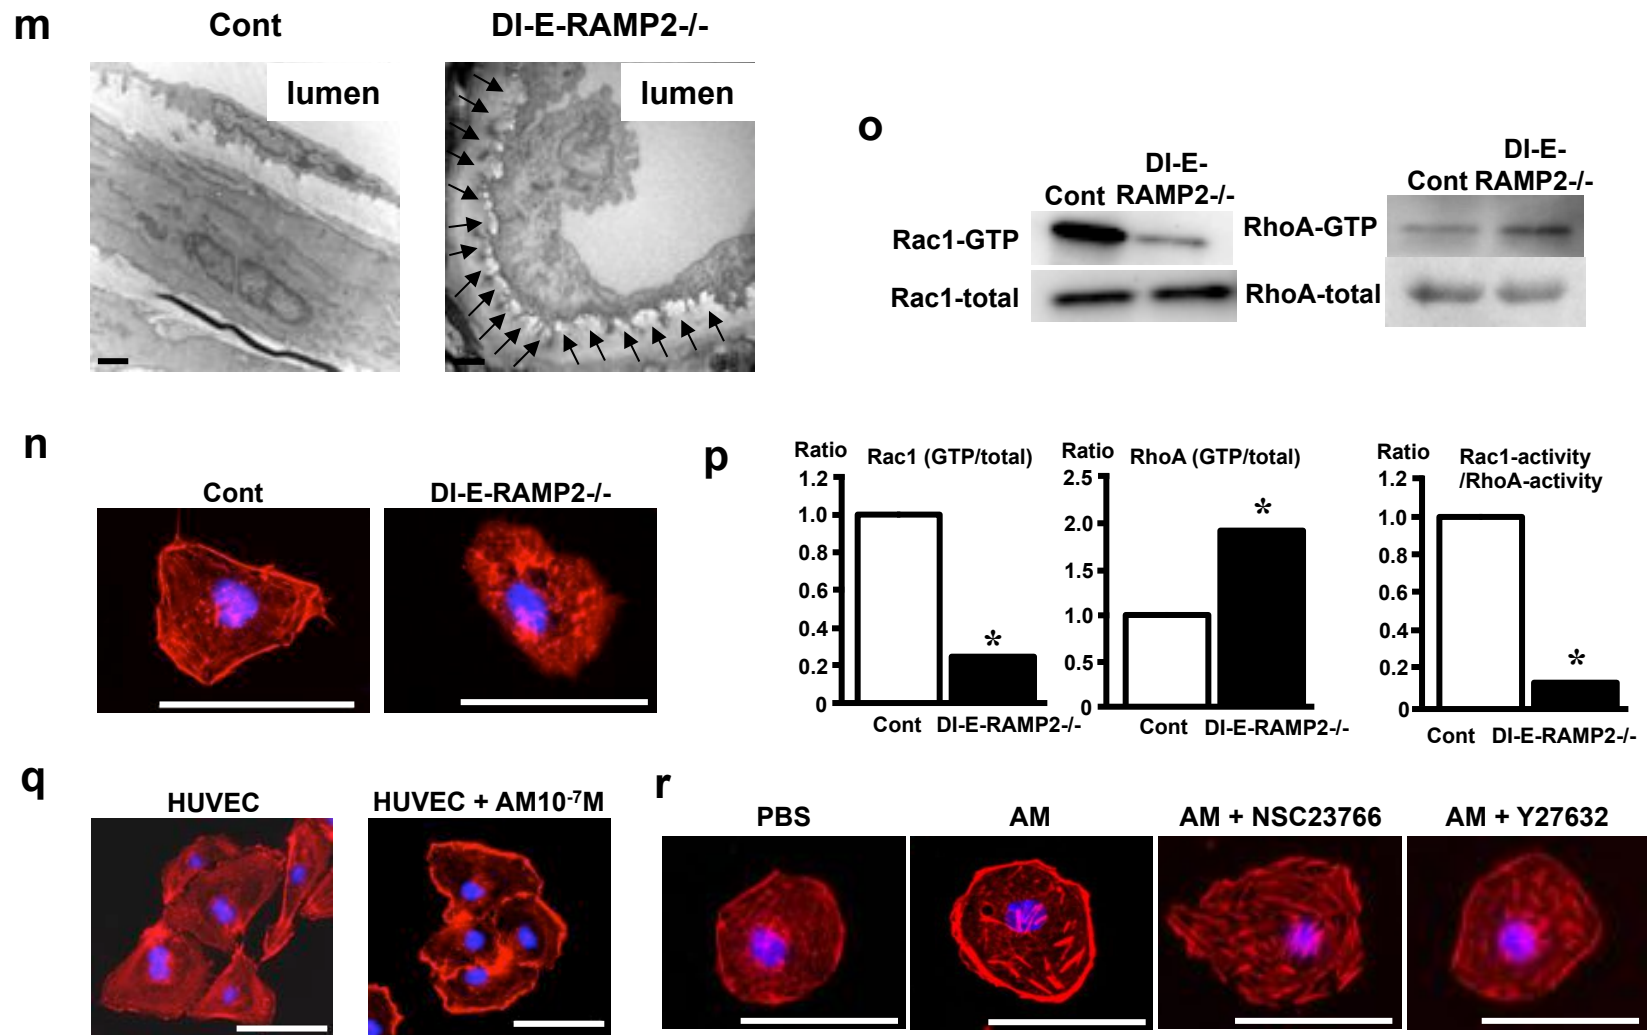 m
Cont
DI-E-RAMP2-/-
lumen
lumen
o
Cont
DI-E-
RAMP2-/-
Rac1-GTP
Rac1-total
DI-E-
Cont RAMP2-/-
RhoA-GTP
RhoA-total
n
Cont
DI-E-RAMP2-/-
p
Ratio
Rac1 (GTP/total)
1.2
1.0
0.8
0.6
0.4
0.2
0
*
Cont DI-E-RAMP2-/-
Ratio
RhoA (GTP/total)
2.5
2.0
1.5
1.0
0.5
0
*
Cont DI-E-RAMP2-/-
Ratio
Rac1-activity
/RhoA-activity
1.2
1.0
0.8
0.6
0.4
0.2
0
*
Cont DI-E-RAMP2-/-
q
HUVEC
HUVEC + AM10⁻⁷M
r
PBS
AM
AM + NSC23766
AM + Y27632